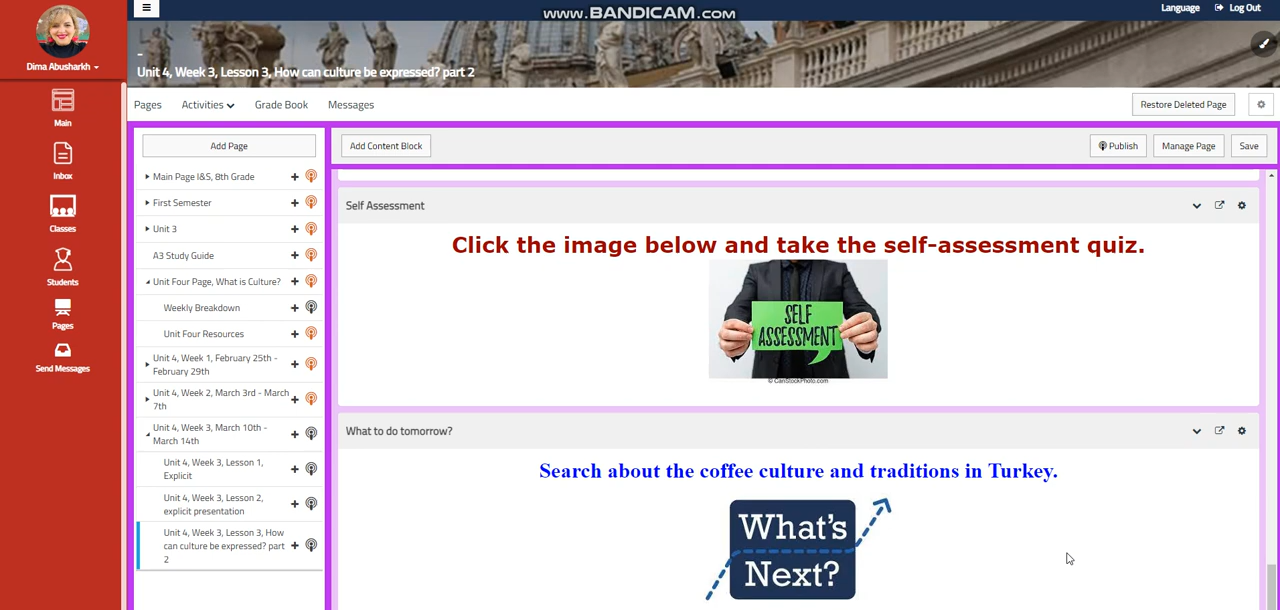 www.BANDICAM.com
Language
Log Out
Dima Abusharkh
-
Unit 4, Week 3, Lesson 3, How can culture be expressed? part 2
Pages
Activities
Grade Book
Messages
Restore Deleted Page
Main
Inbox
Classes
Students
Pages
Send Messages
Add Page
Main Page I&S, 8th Grade
First Semester
Unit 3
A3 Study Guide
Unit Four Page, What is Culture?
Weekly Breakdown
Unit Four Resources
Unit 4, Week 1, February 25th -
February 29th
Unit 4, Week 2, March 3rd - March
7th
Unit 4, Week 3, March 10th -
March 14th
Unit 4, Week 3, Lesson 1,
Explicit
Unit 4, Week 3, Lesson 2,
explicit presentation
Unit 4, Week 3, Lesson 3, How
can culture be expressed? part
2
Add Content Block
Publish
Manage Page
Save
Self Assessment
Click the image below and take the self-assessment quiz.
SELF
ASSESSMENT
© CanStockPhoto.com
What to do tomorrow?
Search about the coffee culture and traditions in Turkey.
What's
Next?